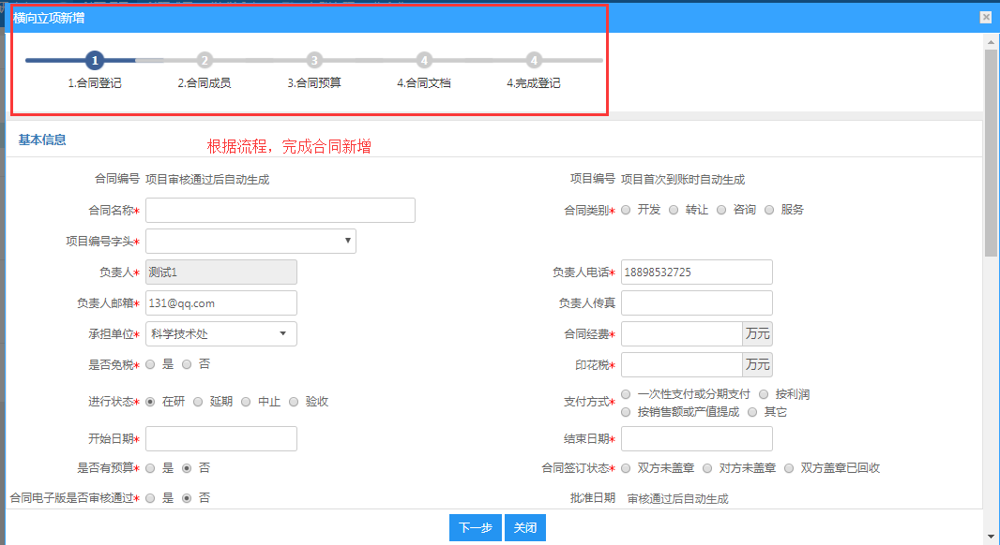 横向立项新增
1 2 3 4 4
1.合同登记 2.合同成员 3.合同预算 4.合同文档 4.完成登记
基本信息
根据流程，完成合同新增
合同编号 项目审核通过后自动生成 项目编号 项目首次到账时自动生成
合同名称* 合同类别* 开发 转让 咨询 服务
项目编号字头*
负责人* 测试1 负责人电话* 18898532725
负责人邮箱* 131@qq.com 负责人传真
承担单位* 科学技术处 合同经费* 万元
是否免税* 是 否 印花税* 万元
进行状态* 在研 延期 中止 验收 支付方式* 一次性支付或分期支付 按利润
按销售额或产值提成 其它
开始日期* 结束日期*
是否有预算* 是 否 合同签订状态* 双方未盖章 对方未盖章 双方盖章已回收
合同电子版是否审核通过* 是 否 批准日期 审核通过后自动生成
下一步 关闭